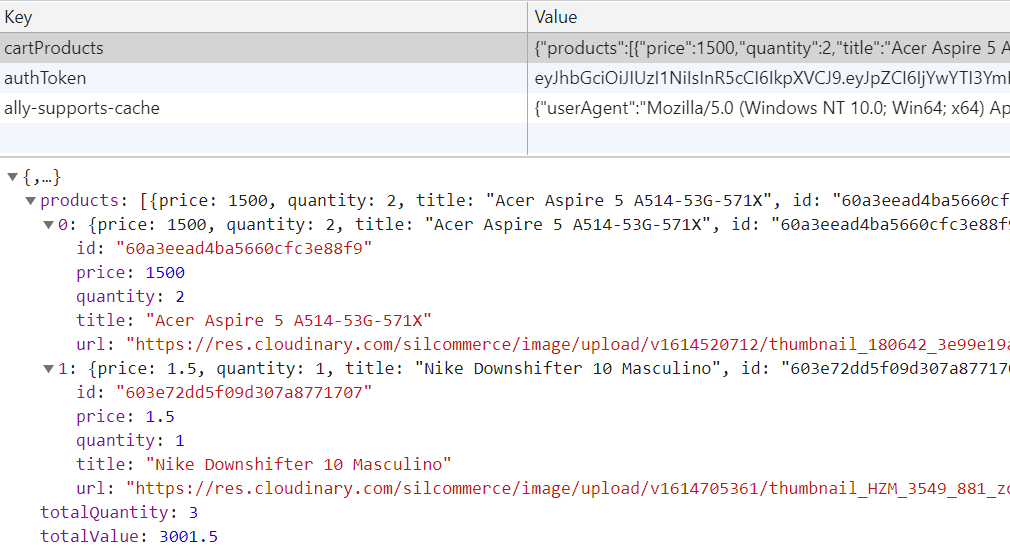 Key Value
cartProducts {"products":[{"price":1500,"quantity":2,"title":"Acer Aspire 5 A
authToken eyJhbGciOiJIUzI1NiIsInR5cCI6IkpXVCJ9.eyJpZCI6IjYwYTI3YmI
ally-supports-cache {"userAgent":"Mozilla/5.0 (Windows NT 10.0; Win64; x64) Ap
{,…}
products: [{price: 1500, quantity: 2, title: "Acer Aspire 5 A514-53G-571X", id: "60a3eead4ba5660cf
0: {price: 1500, quantity: 2, title: "Acer Aspire 5 A514-53G-571X", id: "60a3eead4ba5660cfc3e88f9
id: "60a3eead4ba5660cfc3e88f9"
price: 1500
quantity: 2
title: "Acer Aspire 5 A514-53G-571X"
url: "https://res.cloudinary.com/silcommerce/image/upload/v1614520712/thumbnail_180642_3e99e19a
1: {price: 1.5, quantity: 1, title: "Nike Downshifter 10 Masculino", id: "603e72dd5f09d307a87717
id: "603e72dd5f09d307a8771707"
price: 1.5
quantity: 1
title: "Nike Downshifter 10 Masculino"
url: "https://res.cloudinary.com/silcommerce/image/upload/v1614705361/thumbnail_HZM_3549_881_zo
totalQuantity: 3
totalValue: 3001.5